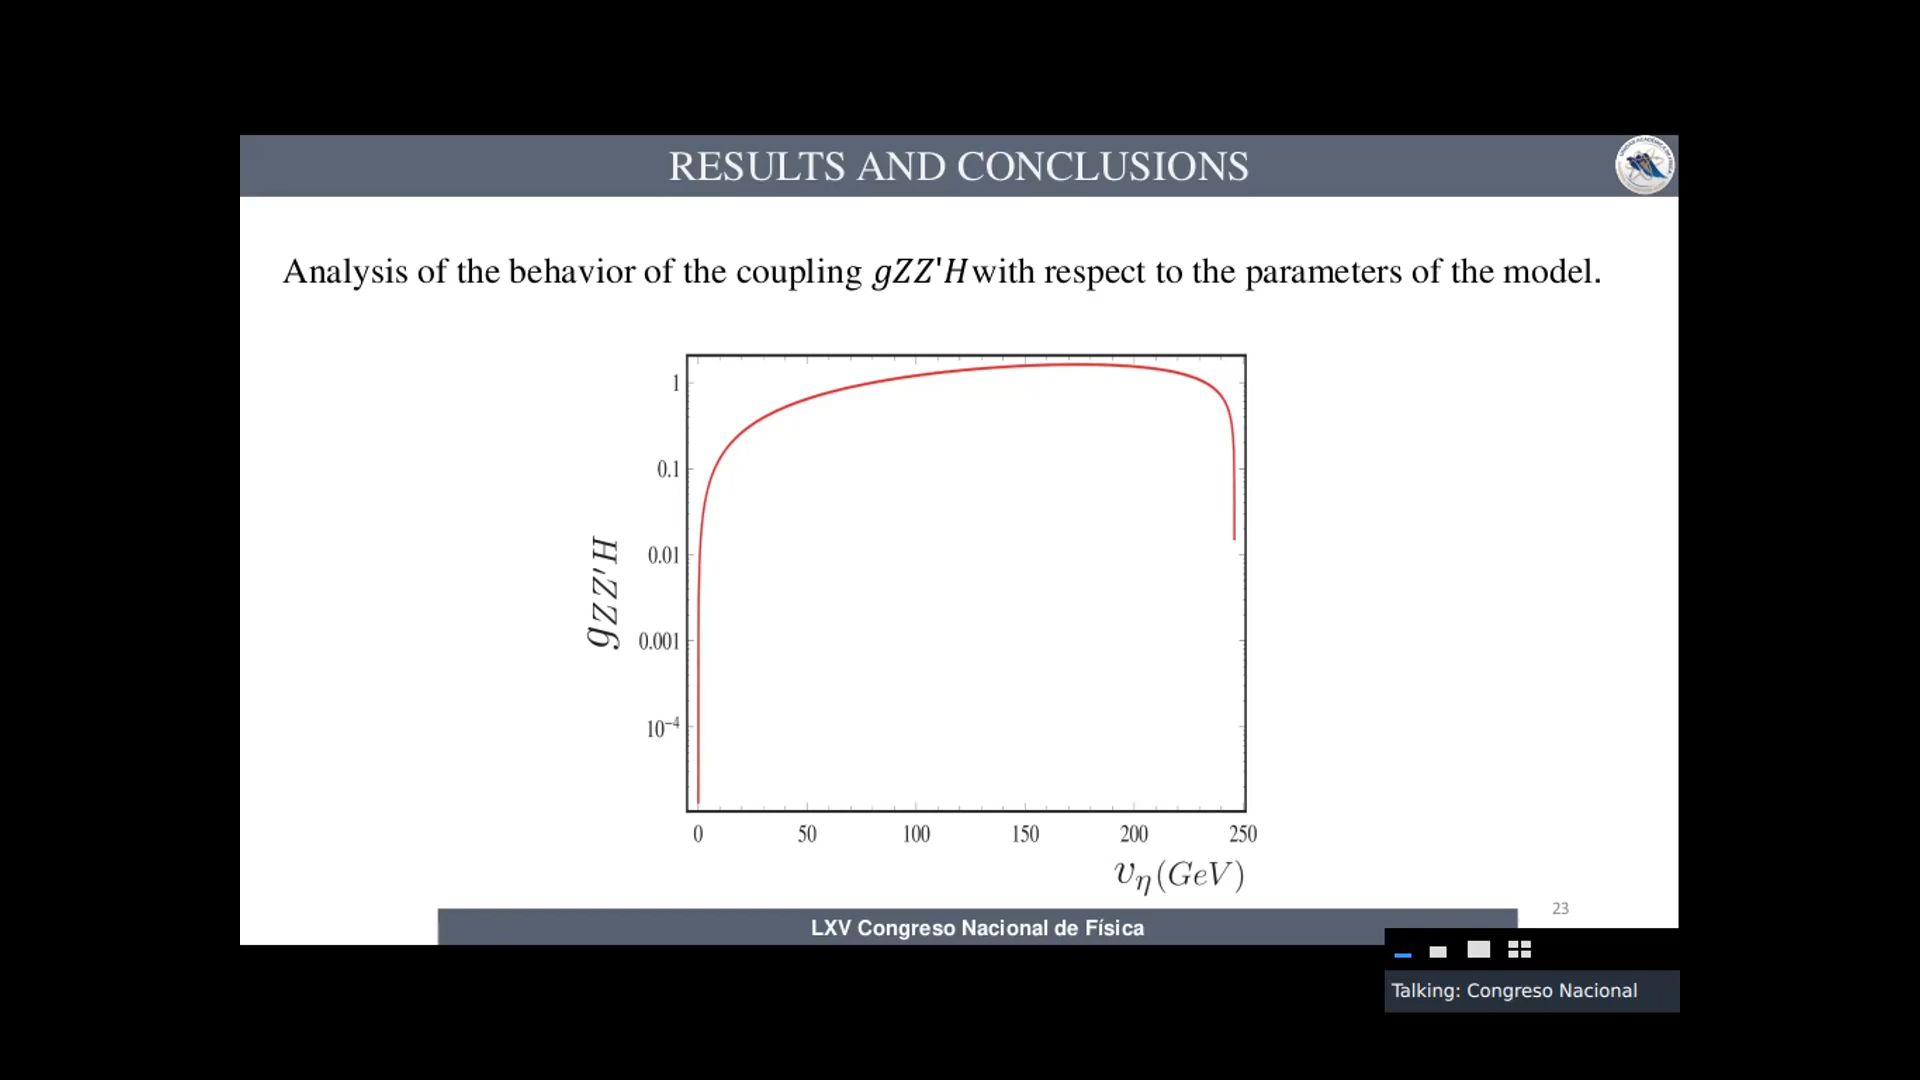 RESULTS AND CONCLUSIONS
Analysis of the behavior of the coupling gZZ'H with respect to the parameters of the model.
1
0.1
0.01
0.001
10⁻⁴
gZZ'H
0 50 100 150 200 250
vη(GeV)
23
LXV Congreso Nacional de Física
Talking: Congreso Nacional